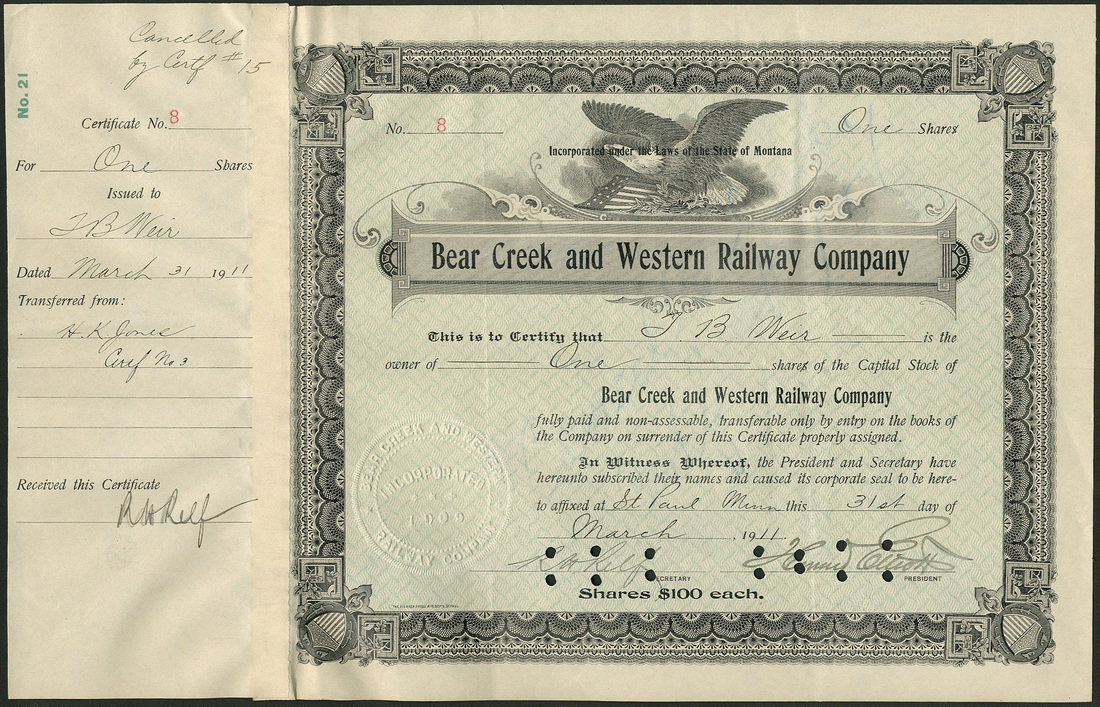 Cancelled
by Certf #15
No. 21
Certificate No. 8
For One Shares
Issued to
T B Weir
Dated March 31 1911
Transferred from:
H. K. Jones
Cerf No 3
Received this Certificate
R H Relf
No. 8
One Shares
Incorporated under the Laws of the State of Montana
Bear Creek and Western Railway Company
This is to Certify that T. B Weir is the
owner of One shares of the Capital Stock of
Bear Creek and Western Railway Company
fully paid and non-assessable, transferable only by entry on the books of
the Company on surrender of this Certificate properly assigned.
In Witness Whereof, the President and Secretary have
hereunto subscribed their names and caused its corporate seal to be here-
to affixed at St Paul Minn this 31st day of
March , 1911.
R H Relf Howard Elliott
SECRETARY PRESIDENT
Shares $100 each.
BEAR CREEK AND WESTERN
RAILWAY COMPANY
INCORPORATED
1909